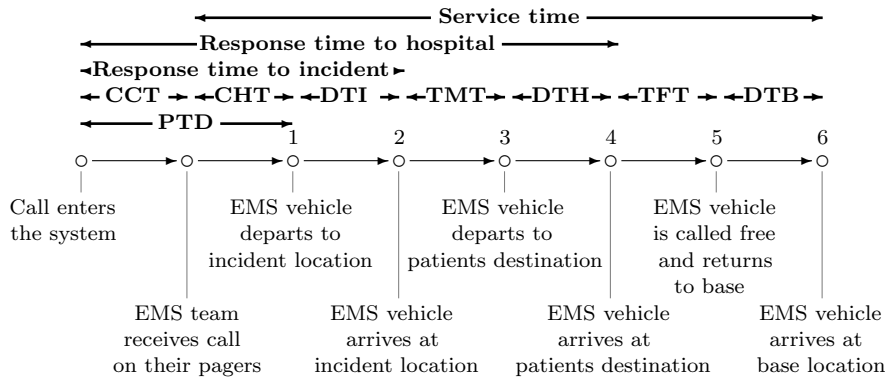 Service time
Response time to hospital
Response time to incident
CCT CHT DTI TMT DTH TFT DTB
PTD
1 2 3 4 5 6
Call enters
the system
EMS vehicle
departs to
incident location
EMS vehicle
departs to
patients destination
EMS vehicle
is called free
and returns
to base
EMS team
receives call
on their pagers
EMS vehicle
arrives at
incident location
EMS vehicle
arrives at
patients destination
EMS vehicle
arrives at
base location